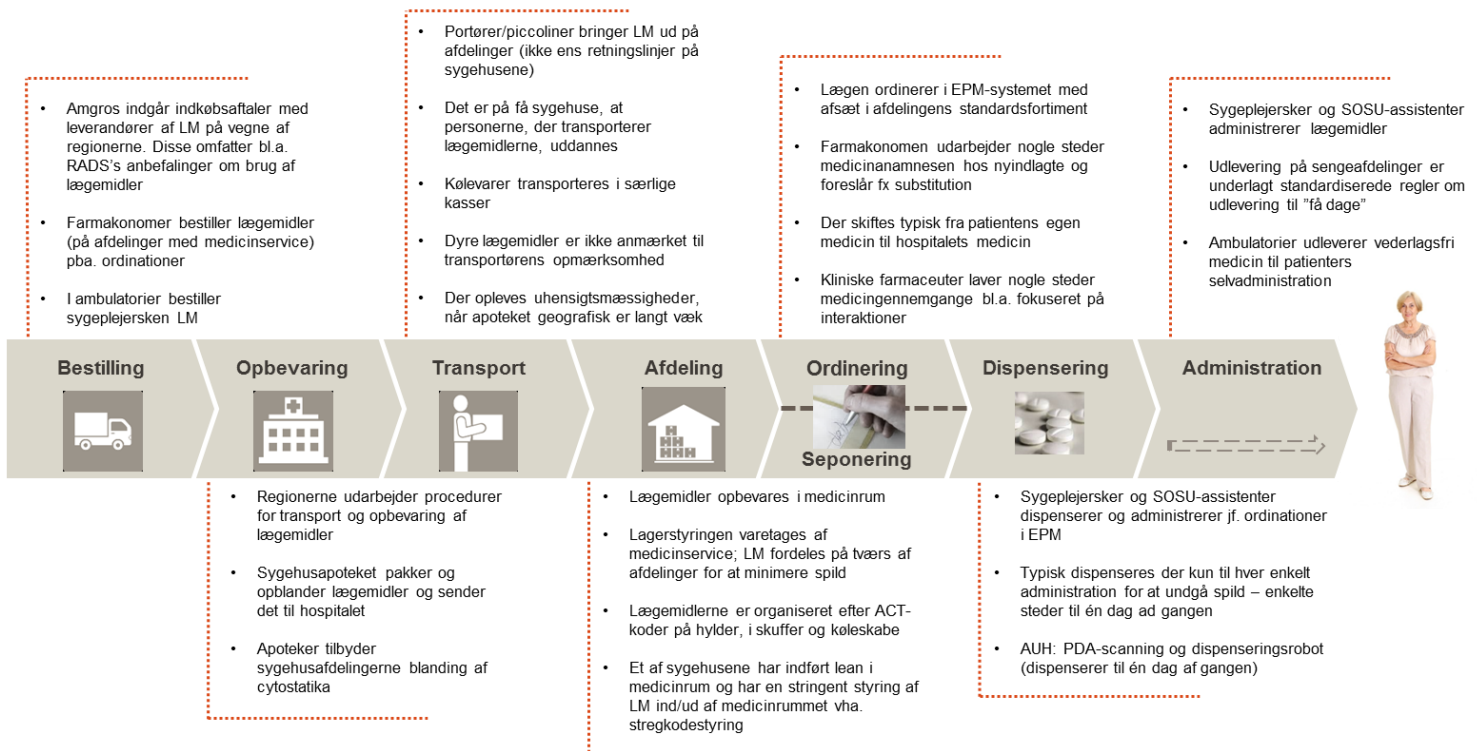 • Amgros indgår indkøbsaftaler med
leverandører af LM på vegne af
regionerne. Disse omfatter bl.a.
RADS's anbefalinger om brug af
lægemidler
• Farmakonomer bestiller lægemidler
(på afdelinger med medicinservice)
pba. ordinationer
• I ambulatorier bestiller
sygeplejersken LM
• Portører/piccoliner bringer LM ud på
afdelinger (ikke ens retningslinjer på
sygehusene)
• Det er på få sygehuse, at
personerne, der transporterer
lægemidlerne, uddannes
• Kølevarer transporteres i særlige
kasser
• Dyre lægemidler er ikke anmærket til
transportørens opmærksomhed
• Der opleves uhensigtsmæssigheder,
når apoteket geografisk er langt væk
• Lægen ordinerer i EPM-systemet med
afsæt i afdelingens standardsfortiment
• Farmakonomen udarbejder nogle steder
medicinanamnesen hos nyindlagte og
foreslår fx substitution
• Der skiftes typisk fra patientens egen
medicin til hospitalets medicin
• Kliniske farmaceuter laver nogle steder
medicingennemgange bl.a. fokuseret på
interaktioner
• Sygeplejersker og SOSU-assistenter
administrerer lægemidler
• Udlevering på sengeafdelinger er
underlagt standardiserede regler om
udlevering til ”få dage”
• Ambulatorier udleverer vederlagsfri
medicin til patienters
selvadministration
Bestilling
Opbevaring
Transport
Afdeling
Ordinering
Seponering
Dispensering
Administration
• Regionerne udarbejder procedurer
for transport og opbevaring af
lægemidler
• Sygehusapoteket pakker og
opblander lægemidler og sender
det til hospitalet
• Apoteker tilbyder
sygehusafdelingerne blanding af
cytostatika
• Lægemidler opbevares i medicinrum
• Lagerstyringen varetages af
medicinservice; LM fordeles på tværs af
afdelinger for at minimere spild
• Lægemidlerne er organiseret efter ACT-
koder på hylder, i skuffer og køleskabe
• Et af sygehusene har indført lean i
medicinrum og har en stringent styring af
LM ind/ud af medicinrummet vha.
stregkodestyring
• Sygeplejersker og SOSU-assistenter
dispenserer og administrerer jf. ordinationer
i EPM
• Typisk dispenseres der kun til hver enkelt
administration for at undgå spild – enkelte
steder til én dag ad gangen
• AUH: PDA-scanning og dispenseringsrobot
(dispenserer til én dag af gangen)